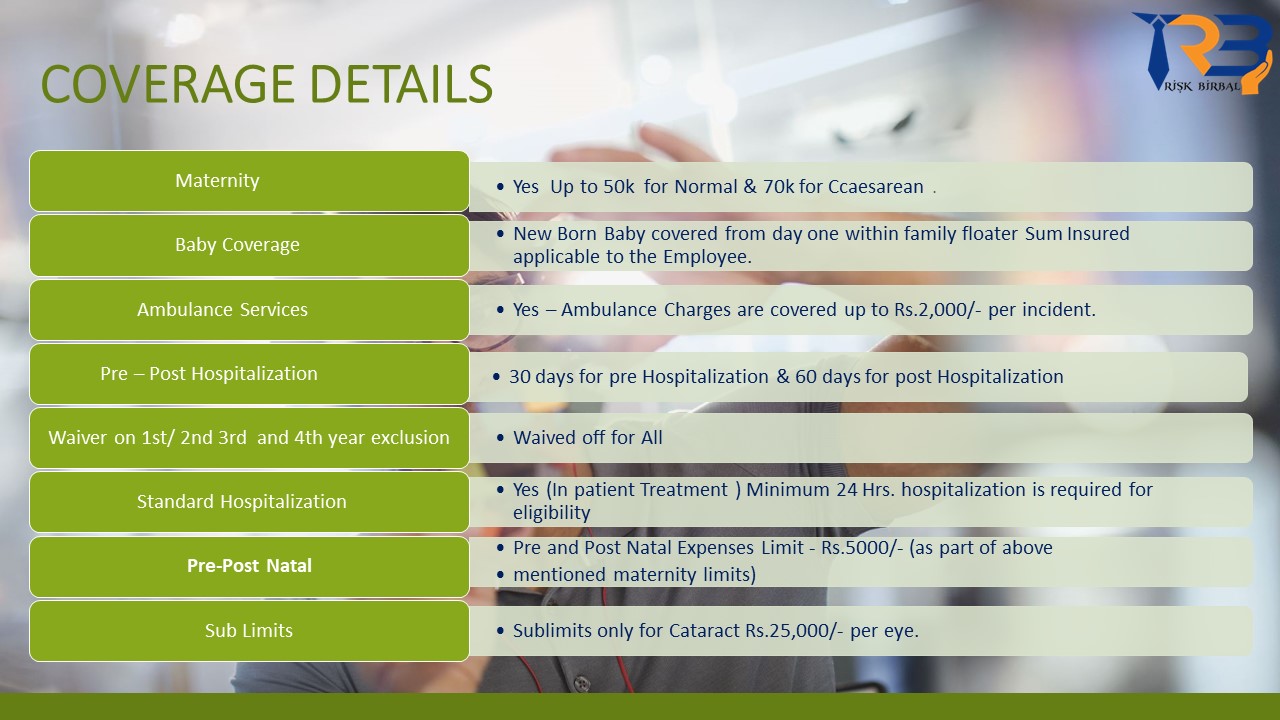 COVERAGE DETAILS
RISK BIRBAL
Maternity
• Yes Up to 50k for Normal & 70k for Ccaesarean .
Baby Coverage
• New Born Baby covered from day one within family floater Sum Insured
applicable to the Employee.
Ambulance Services
• Yes – Ambulance Charges are covered up to Rs.2,000/- per incident.
Pre – Post Hospitalization
• 30 days for pre Hospitalization & 60 days for post Hospitalization
Waiver on 1st/ 2nd 3rd and 4th year exclusion
• Waived off for All
Standard Hospitalization
• Yes (In patient Treatment ) Minimum 24 Hrs. hospitalization is required for
eligibility
Pre-Post Natal
• Pre and Post Natal Expenses Limit - Rs.5000/- (as part of above
• mentioned maternity limits)
Sub Limits
• Sublimits only for Cataract Rs.25,000/- per eye.